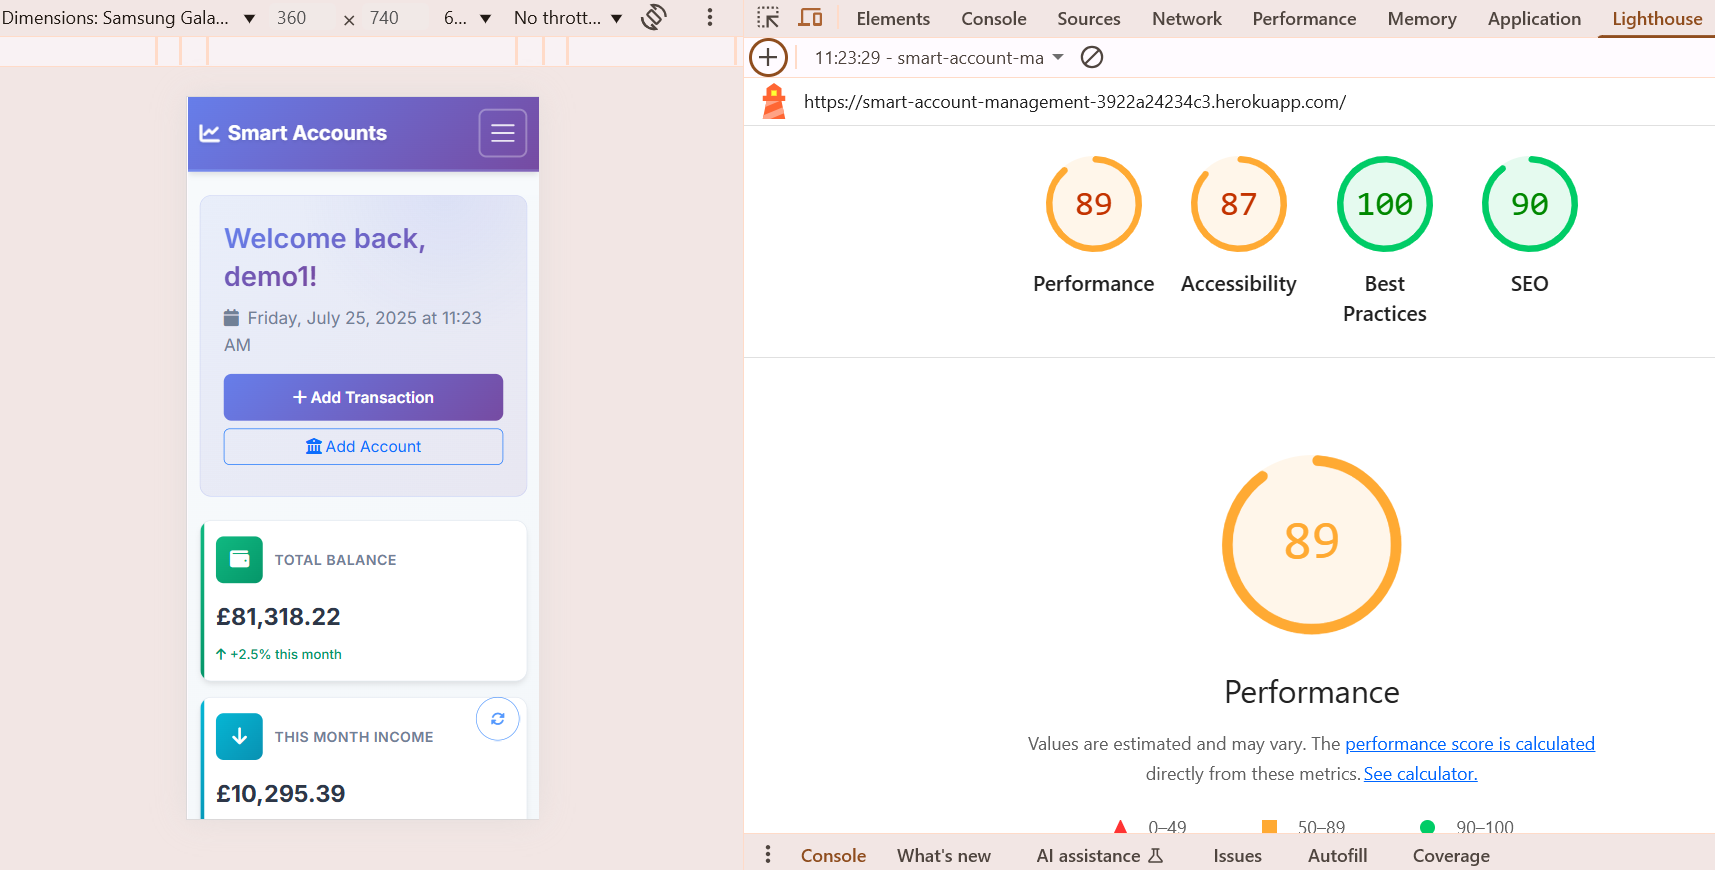 Dimensions: Samsung Gala... ▼ 360 × 740 6... ▼ No thrott... ▼
Elements Console Sources Network Performance Memory Application Lighthouse
11:23:29 - smart-account-ma
https://smart-account-management-3922a24234c3.herokuapp.com/
Smart Accounts
Welcome back,
demo1!
Friday, July 25, 2025 at 11:23
AM
+ Add Transaction
Add Account
TOTAL BALANCE
£81,318.22
+2.5% this month
THIS MONTH INCOME
£10,295.39
89 87 100 90
Performance Accessibility Best Practices SEO
89
Performance
Values are estimated and may vary. The performance score is calculated
directly from these metrics. See calculator.
0–49 50–89 90–100
Console What's new AI assistance Issues Autofill Coverage